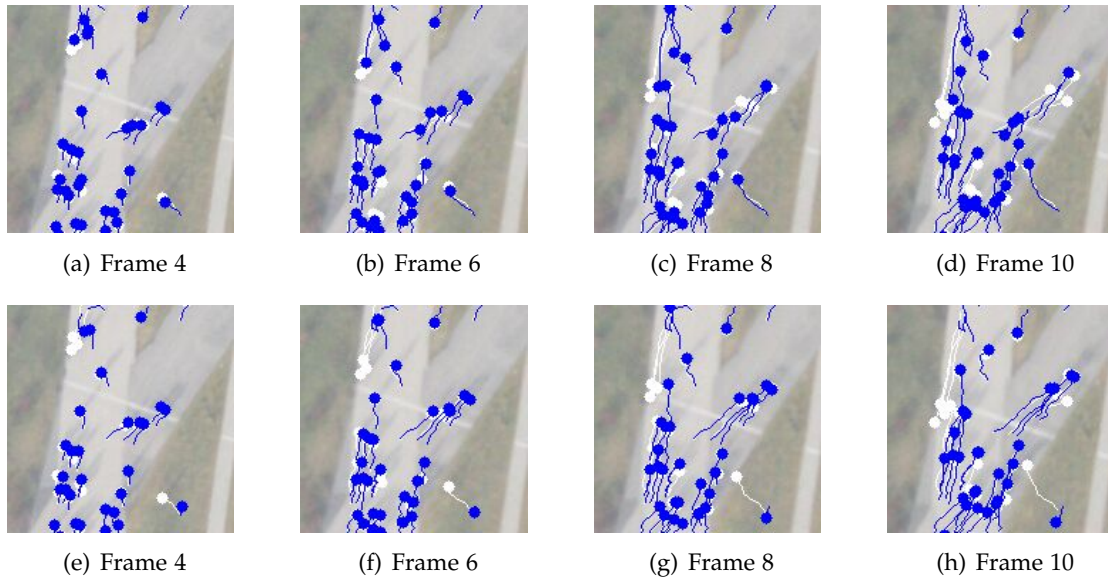 (a) Frame 4
(b) Frame 6
(c) Frame 8
(d) Frame 10
(e) Frame 4
(f) Frame 6
(g) Frame 8
(h) Frame 10